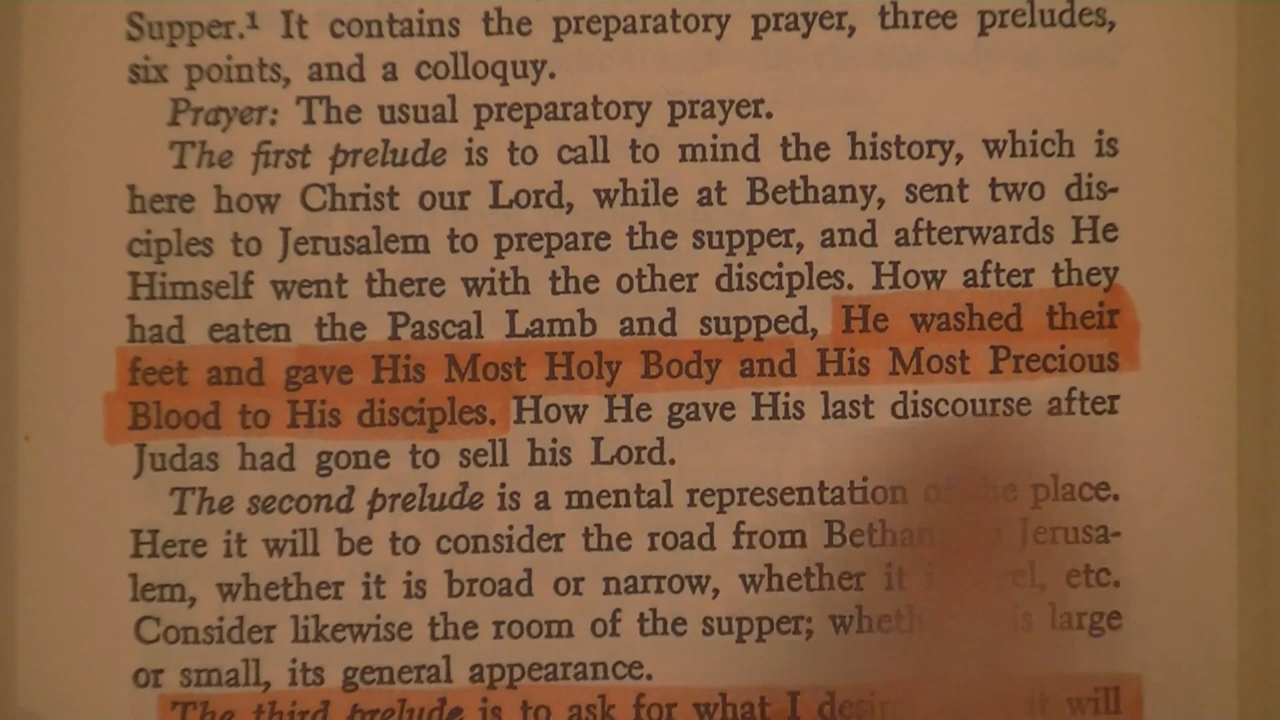 Supper.¹ It contains the preparatory prayer, three preludes,
six points, and a colloquy.
Prayer: The usual preparatory prayer.
The first prelude is to call to mind the history, which is
here how Christ our Lord, while at Bethany, sent two dis-
ciples to Jerusalem to prepare the supper, and afterwards He
Himself went there with the other disciples. How after they
had eaten the Pascal Lamb and supped, He washed their
feet and gave His Most Holy Body and His Most Precious
Blood to His disciples. How He gave His last discourse after
Judas had gone to sell his Lord.
The second prelude is a mental representation of the place.
Here it will be to consider the road from Jerusa-
lem, whether it is broad or narrow, whether it etc.
Consider likewise the room of the supper; is large
or small, its general appearance.
The third prelude is to ask for what I will